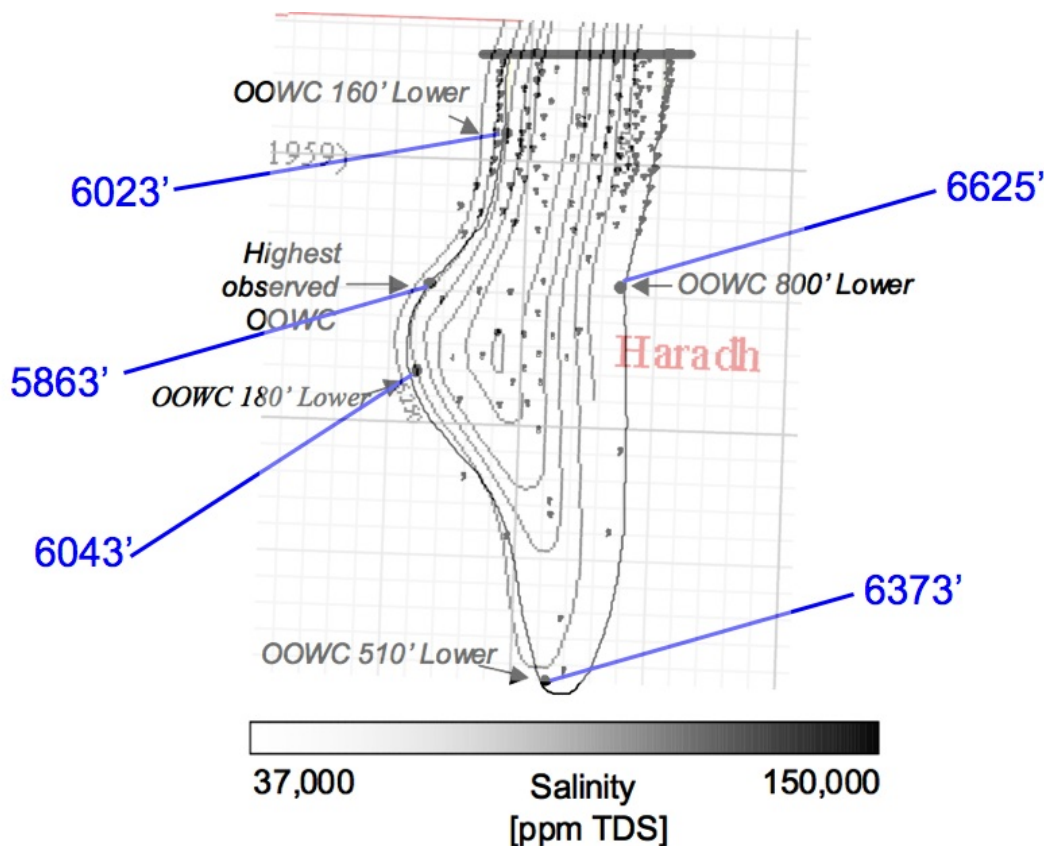 OOWC 160' Lower
1959
6023'
6625'
Highest
observed
OOWC
OOWC 800' Lower
Haradh
5863'
OOWC 180' Lower
6043'
6373'
OOWC 510' Lower
37,000
Salinity
150,000
[ppm TDS]